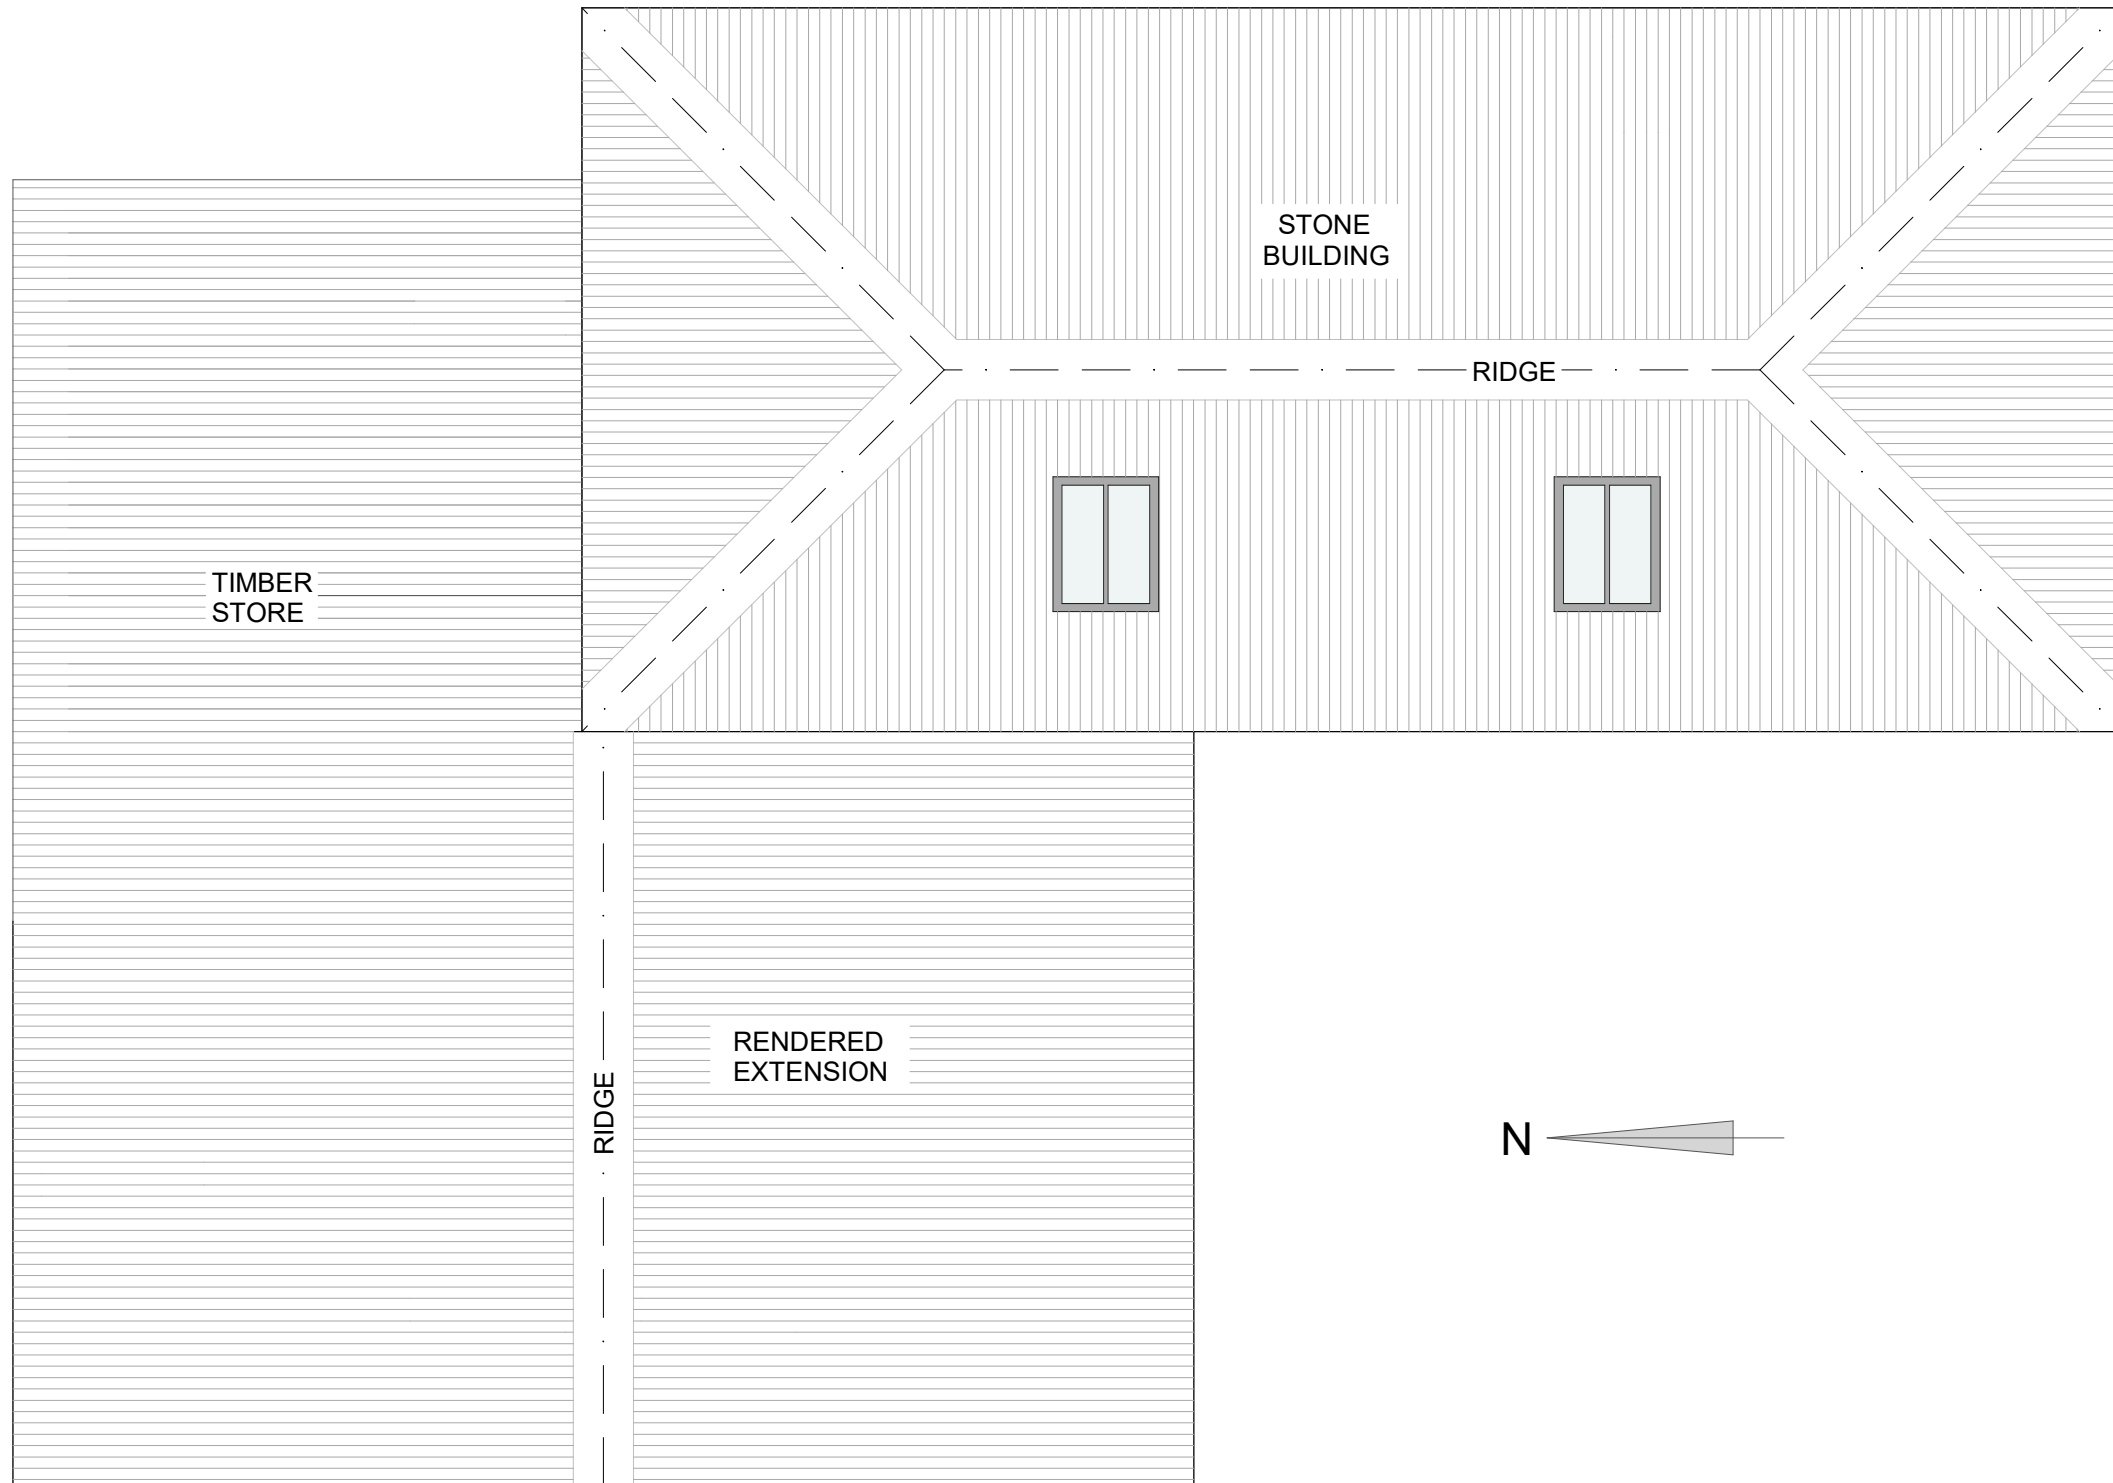 STONE
BUILDING
RIDGE
TIMBER
STORE
RENDERED
EXTENSION
RIDGE
N